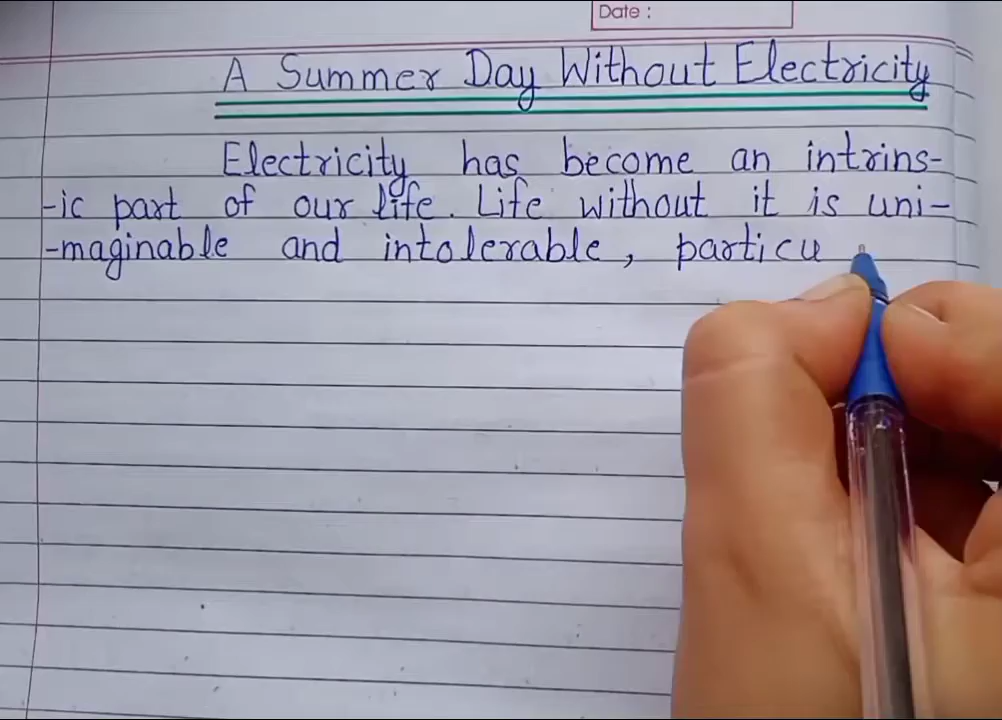 Date :
A Summer Day Without Electricity
Electricity has become an intrins-
-ic part of our life. Life without it is uni-
-maginable and intolerable, particu